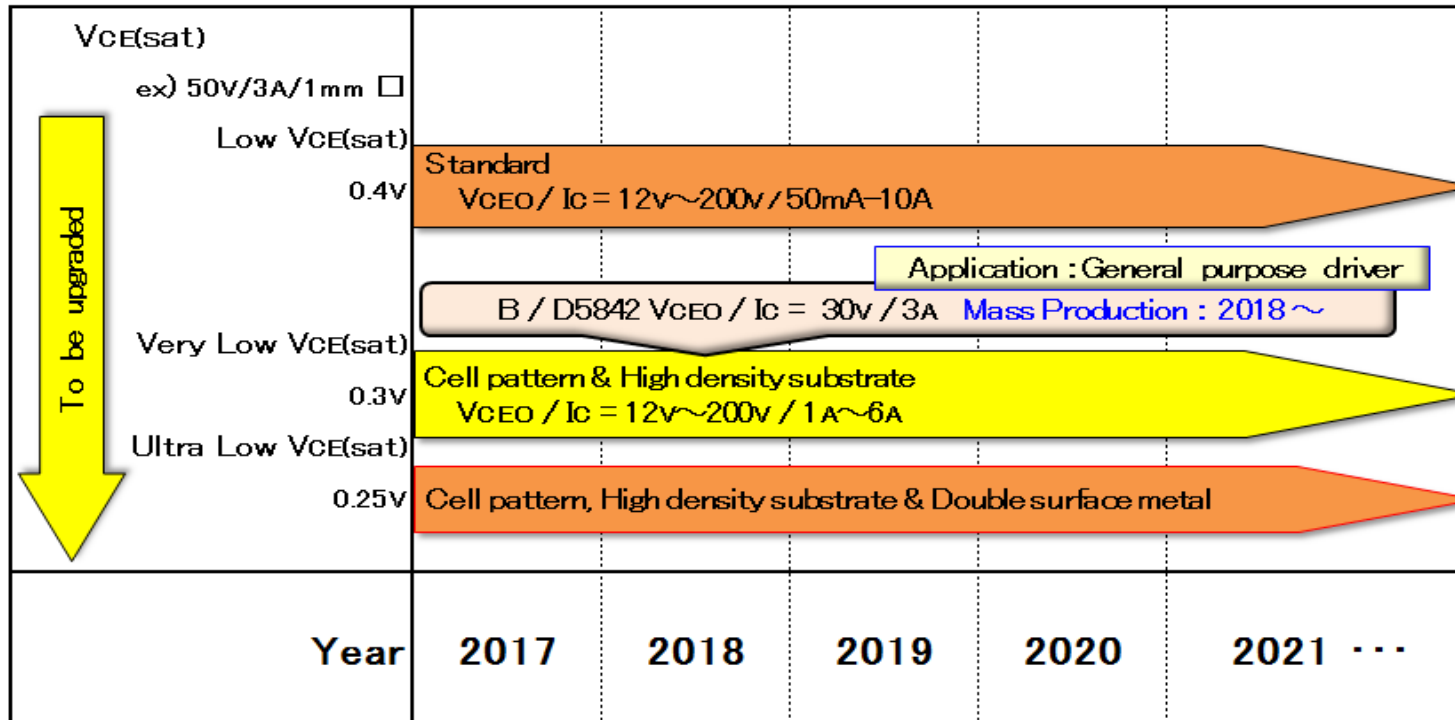 VCE(sat)
ex) 50V/3A/1mm □
Low VCE(sat)
0.4V
Standard
VCEO / IC = 12V～200V / 50mA-10A
To be upgraded
Application : General purpose driver
B / D5842 VCEO / IC = 30V / 3A Mass Production : 2018 ～
Very Low VCE(sat)
0.3V
Cell pattern & High density substrate
VCEO / IC = 12V～200V / 1A～6A
Ultra Low VCE(sat)
0.25V
Cell pattern, High density substrate & Double surface metal
Year 2017 2018 2019 2020 2021 ···